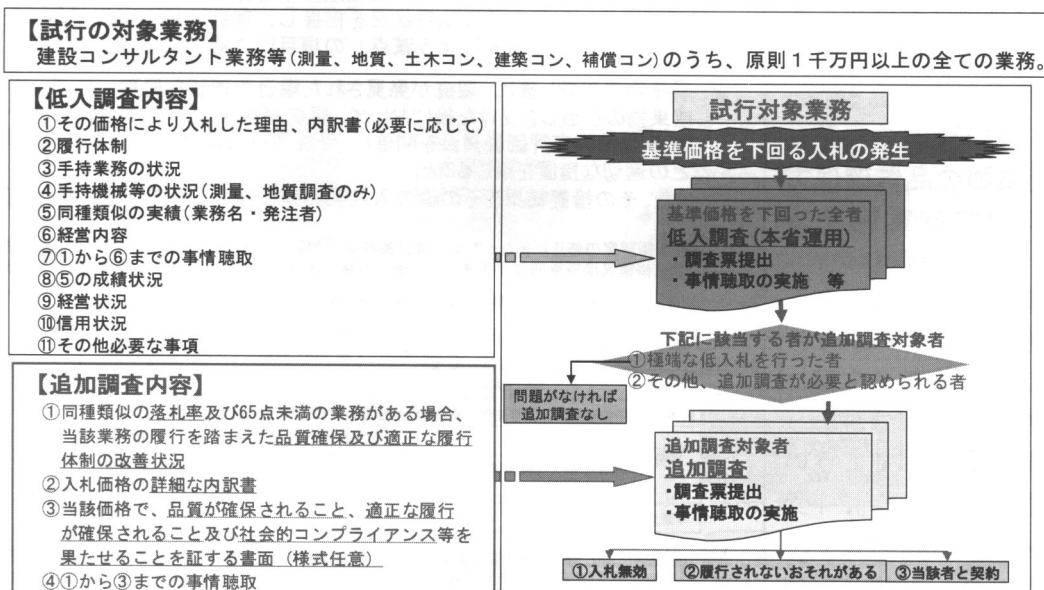 【試行の対象業務】
建設コンサルタント業務等(測量、地質、土木コン、建築コン、補償コン)のうち、原則１千万円以上の全ての業務。
【低入調査内容】
①その価格により入札した理由、内訳書(必要に応じて)
②履行体制
③手持業務の状況
④手持機械等の状況(測量、地質調査のみ)
⑤同種類似の実績(業務名・発注者)
⑥経営内容
⑦①から⑥までの事情聴取
⑧⑤の成績状況
⑨経営状況
⑩信用状況
⑪その他必要な事項
【追加調査内容】
①同種類似の落札率及び65点未満の業務がある場合、
当該業務の履行を踏まえた品質確保及び適正な履行
体制の改善状況
②入札価格の詳細な内訳書
③当該価格で、品質が確保されること、適正な履行
が確保されること及び社会的コンプライアンス等を
果たせることを証する書面（様式任意）
④①から③までの事情聴取
試行対象業務
基準価格を下回る入札の発生
基準価格を下回った全者
低入調査(本省運用)
・調査票提出
・事情聴取の実施　等
下記に該当する者が追加調査対象者
①極端な低入札を行った者
②その他、追加調査が必要と認められる者
問題がなければ
追加調査なし
追加調査対象者
追加調査
・調査票提出
・事情聴取の実施
①入札無効
②履行されないおそれがある
③当該者と契約